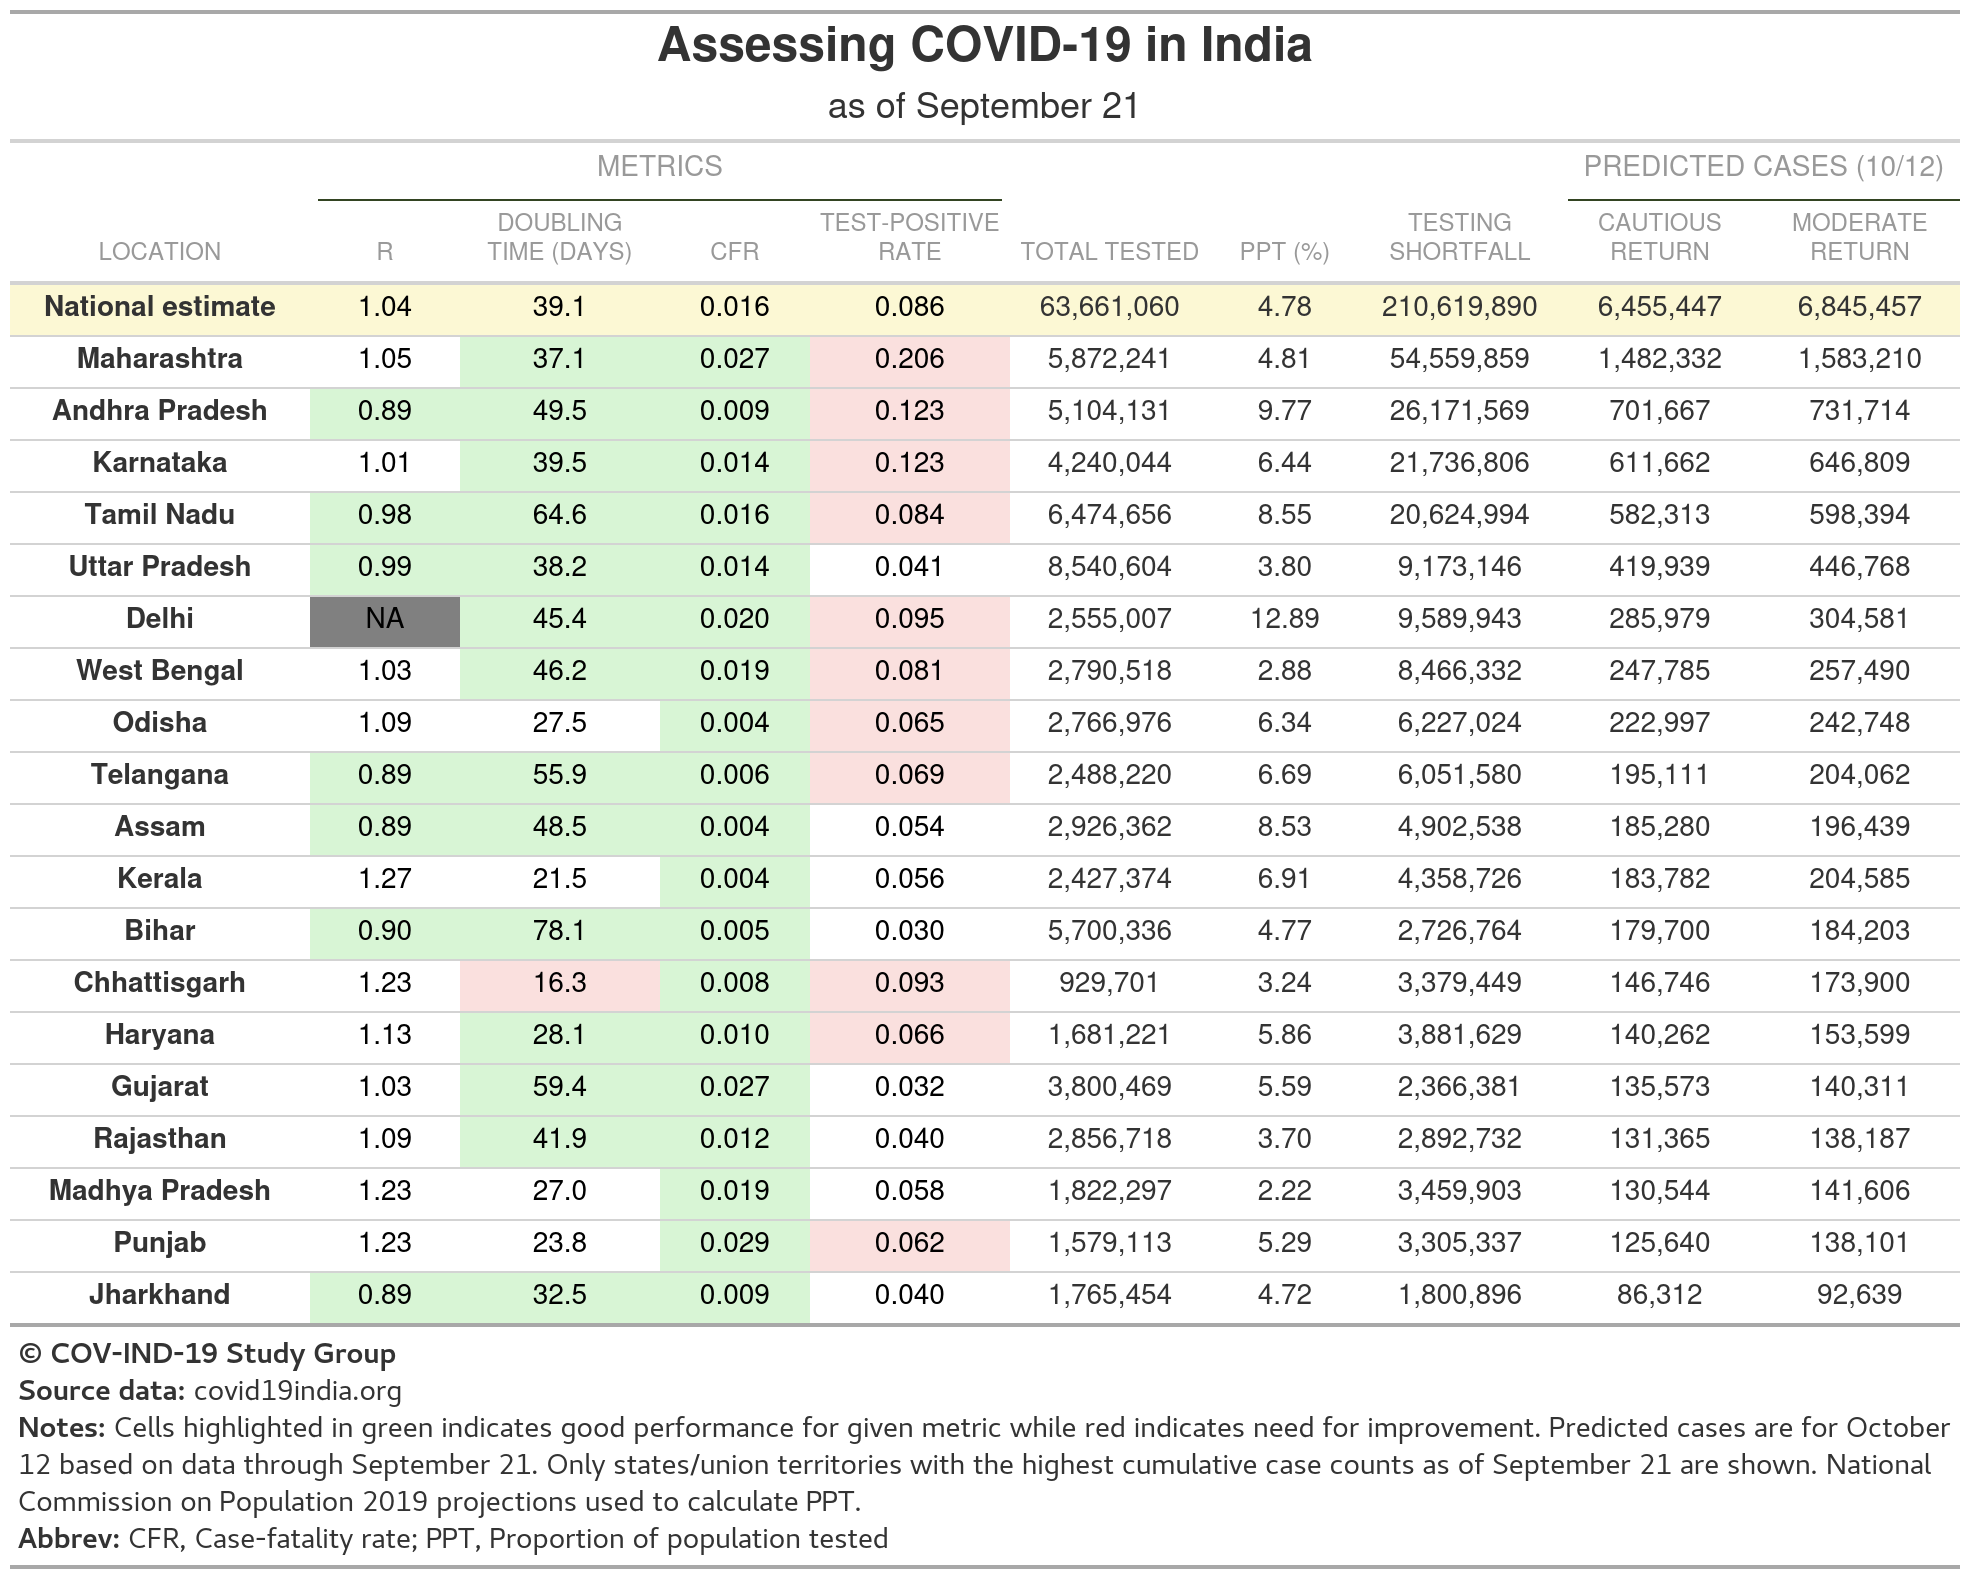 Assessing COVID-19 in India
as of September 21
METRICS PREDICTED CASES (10/12)
LOCATION R DOUBLING TIME (DAYS) CFR TEST-POSITIVE RATE TOTAL TESTED PPT (%) TESTING SHORTFALL CAUTIOUS RETURN MODERATE RETURN
National estimate 1.04 39.1 0.016 0.086 63,661,060 4.78 210,619,890 6,455,447 6,845,457
Maharashtra 1.05 37.1 0.027 0.206 5,872,241 4.81 54,559,859 1,482,332 1,583,210
Andhra Pradesh 0.89 49.5 0.009 0.123 5,104,131 9.77 26,171,569 701,667 731,714
Karnataka 1.01 39.5 0.014 0.123 4,240,044 6.44 21,736,806 611,662 646,809
Tamil Nadu 0.98 64.6 0.016 0.084 6,474,656 8.55 20,624,994 582,313 598,394
Uttar Pradesh 0.99 38.2 0.014 0.041 8,540,604 3.80 9,173,146 419,939 446,768
Delhi NA 45.4 0.020 0.095 2,555,007 12.89 9,589,943 285,979 304,581
West Bengal 1.03 46.2 0.019 0.081 2,790,518 2.88 8,466,332 247,785 257,490
Odisha 1.09 27.5 0.004 0.065 2,766,976 6.34 6,227,024 222,997 242,748
Telangana 0.89 55.9 0.006 0.069 2,488,220 6.69 6,051,580 195,111 204,062
Assam 0.89 48.5 0.004 0.054 2,926,362 8.53 4,902,538 185,280 196,439
Kerala 1.27 21.5 0.004 0.056 2,427,374 6.91 4,358,726 183,782 204,585
Bihar 0.90 78.1 0.005 0.030 5,700,336 4.77 2,726,764 179,700 184,203
Chhattisgarh 1.23 16.3 0.008 0.093 929,701 3.24 3,379,449 146,746 173,900
Haryana 1.13 28.1 0.010 0.066 1,681,221 5.86 3,881,629 140,262 153,599
Gujarat 1.03 59.4 0.027 0.032 3,800,469 5.59 2,366,381 135,573 140,311
Rajasthan 1.09 41.9 0.012 0.040 2,856,718 3.70 2,892,732 131,365 138,187
Madhya Pradesh 1.23 27.0 0.019 0.058 1,822,297 2.22 3,459,903 130,544 141,606
Punjab 1.23 23.8 0.029 0.062 1,579,113 5.29 3,305,337 125,640 138,101
Jharkhand 0.89 32.5 0.009 0.040 1,765,454 4.72 1,800,896 86,312 92,639
© COV-IND-19 Study Group
Source data: covid19india.org
Notes: Cells highlighted in green indicates good performance for given metric while red indicates need for improvement. Predicted cases are for October
12 based on data through September 21. Only states/union territories with the highest cumulative case counts as of September 21 are shown. National
Commission on Population 2019 projections used to calculate PPT.
Abbrev: CFR, Case-fatality rate; PPT, Proportion of population tested